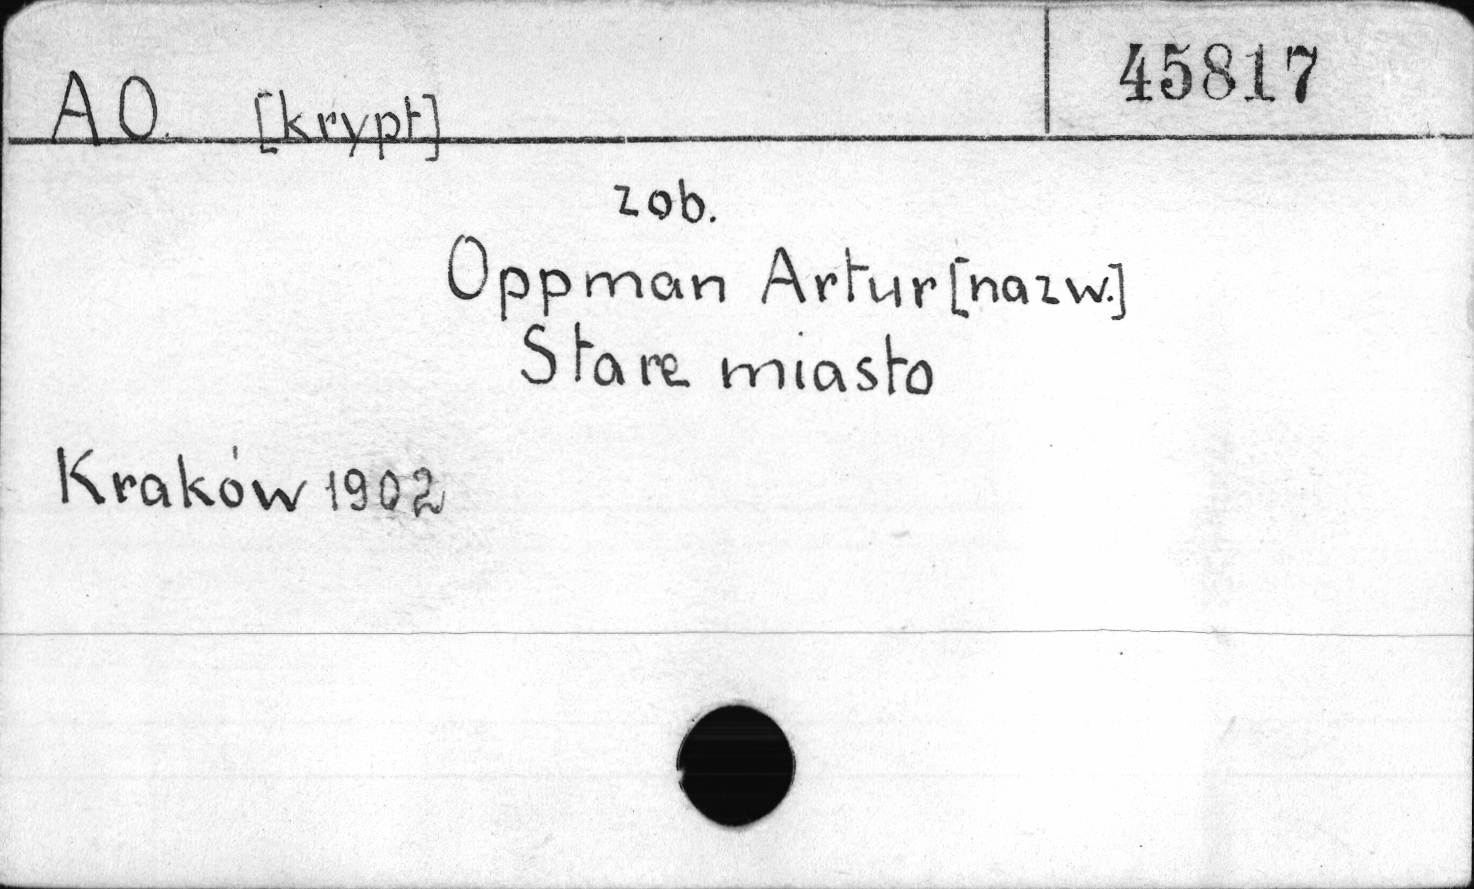 45817
A O. [krypt]
zob.
Oppman Artur [nazw.]
Stare miasto
Kraków 1902